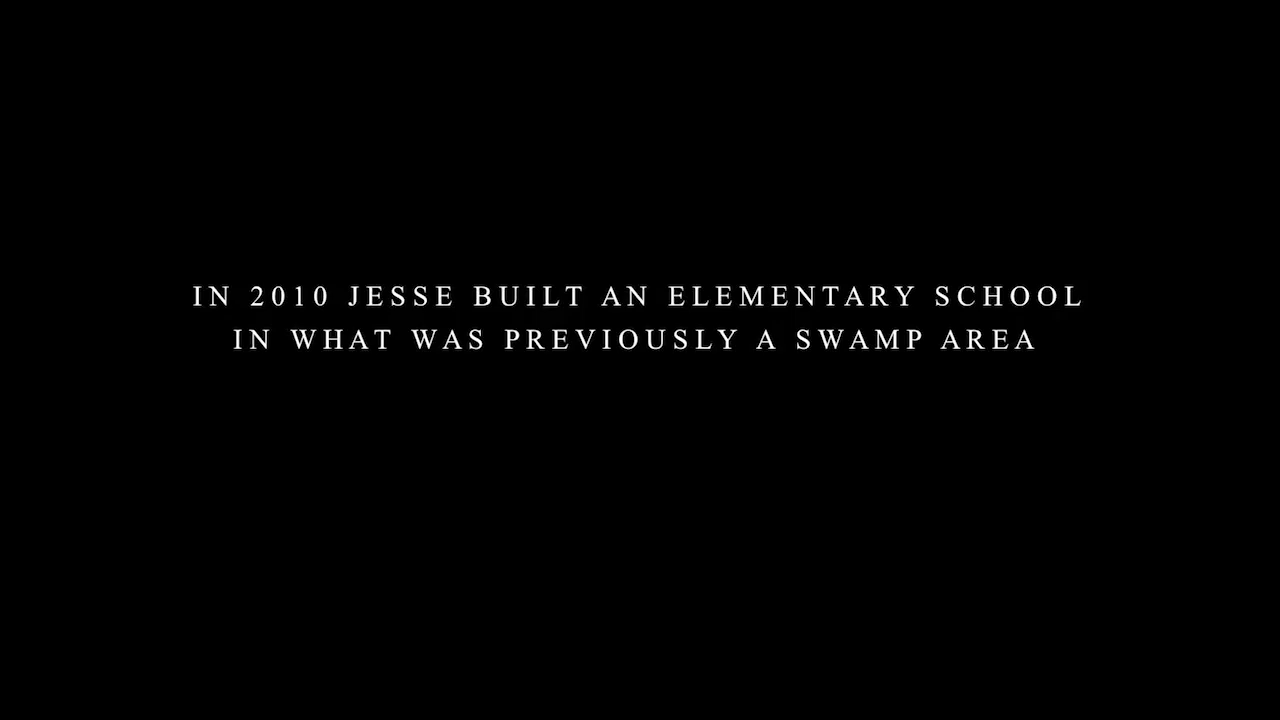 IN 2010 JESSE BUILT AN ELEMENTARY SCHOOL
IN WHAT WAS PREVIOUSLY A SWAMP AREA